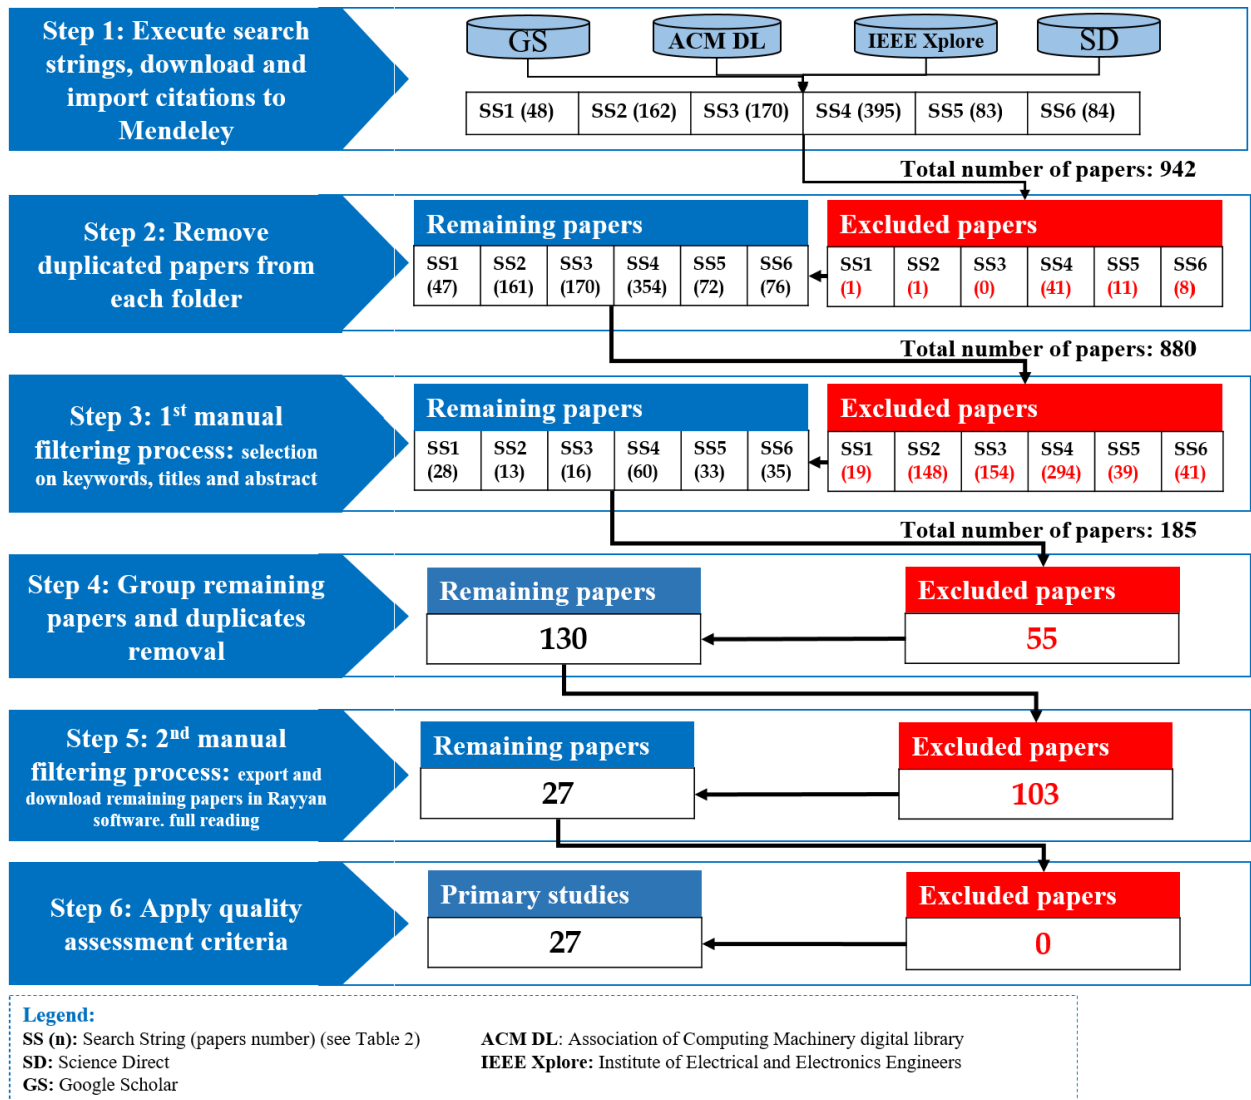 Step 1: Execute search
strings, download and
import citations to
Mendeley
GS
ACM DL
IEEE Xplore
SD
SS1 (48)
SS2 (162)
SS3 (170)
SS4 (395)
SS5 (83)
SS6 (84)
Total number of papers: 942
Step 2: Remove
duplicated papers from
each folder
Remaining papers
SS1
(47)
SS2
(161)
SS3
(170)
SS4
(354)
SS5
(72)
SS6
(76)
Excluded papers
SS1
(1)
SS2
(1)
SS3
(0)
SS4
(41)
SS5
(11)
SS6
(8)
Total number of papers: 880
Step 3: 1st manual
filtering process: selection
on keywords, titles and abstract
Remaining papers
SS1
(28)
SS2
(13)
SS3
(16)
SS4
(60)
SS5
(33)
SS6
(35)
Excluded papers
SS1
(19)
SS2
(148)
SS3
(154)
SS4
(294)
SS5
(39)
SS6
(41)
Total number of papers: 185
Step 4: Group remaining
papers and duplicates
removal
Remaining papers
130
Excluded papers
55
Step 5: 2nd manual
filtering process: export and
download remaining papers in Rayyan
software. full reading
Remaining papers
27
Excluded papers
103
Step 6: Apply quality
assessment criteria
Primary studies
27
Excluded papers
0
Legend:
SS (n): Search String (papers number) (see Table 2)
SD: Science Direct
GS: Google Scholar
ACM DL: Association of Computing Machinery digital library
IEEE Xplore: Institute of Electrical and Electronics Engineers